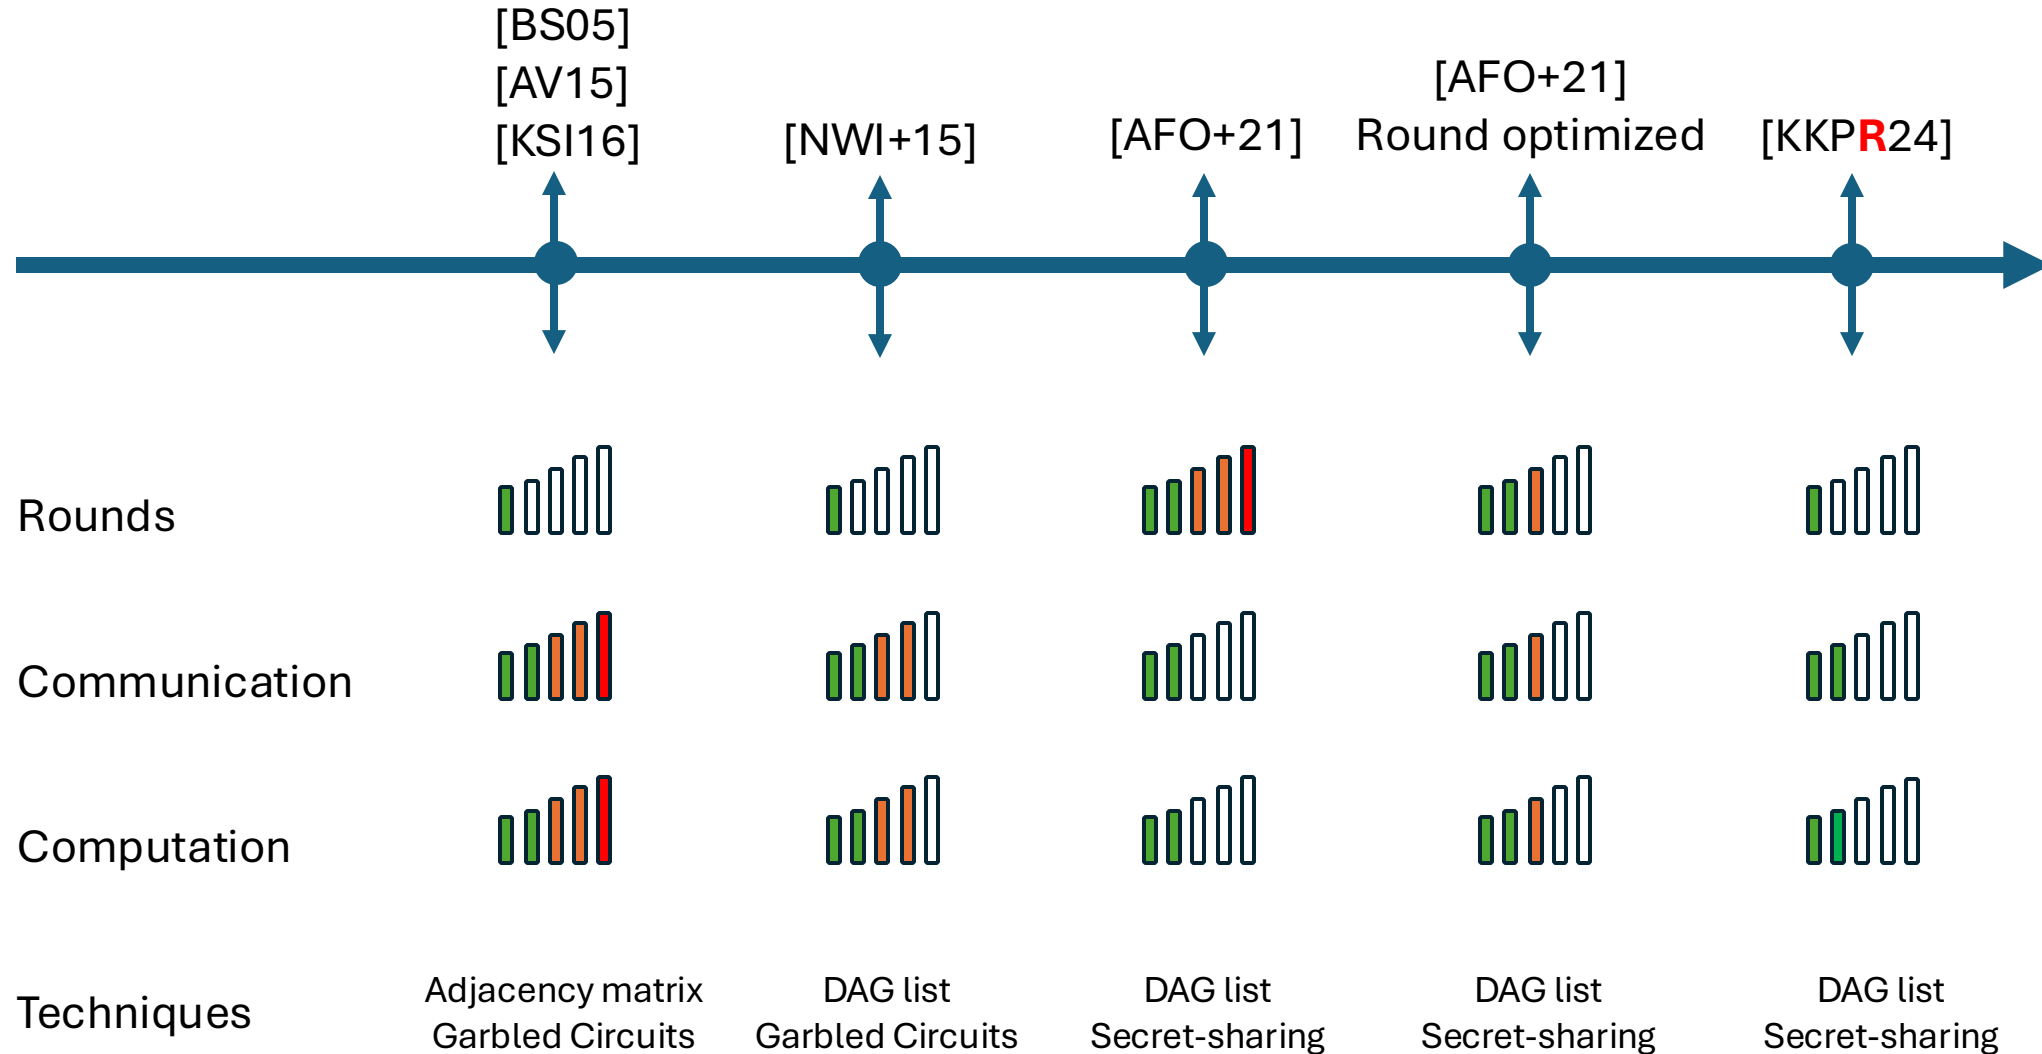 [BS05]
[AV15]
[KSI16]
[NWI+15]
[AFO+21]
[AFO+21]
Round optimized
[KKPR24]
Rounds
Communication
Computation
Techniques
Adjacency matrix
Garbled Circuits
DAG list
Garbled Circuits
DAG list
Secret-sharing
DAG list
Secret-sharing
DAG list
Secret-sharing